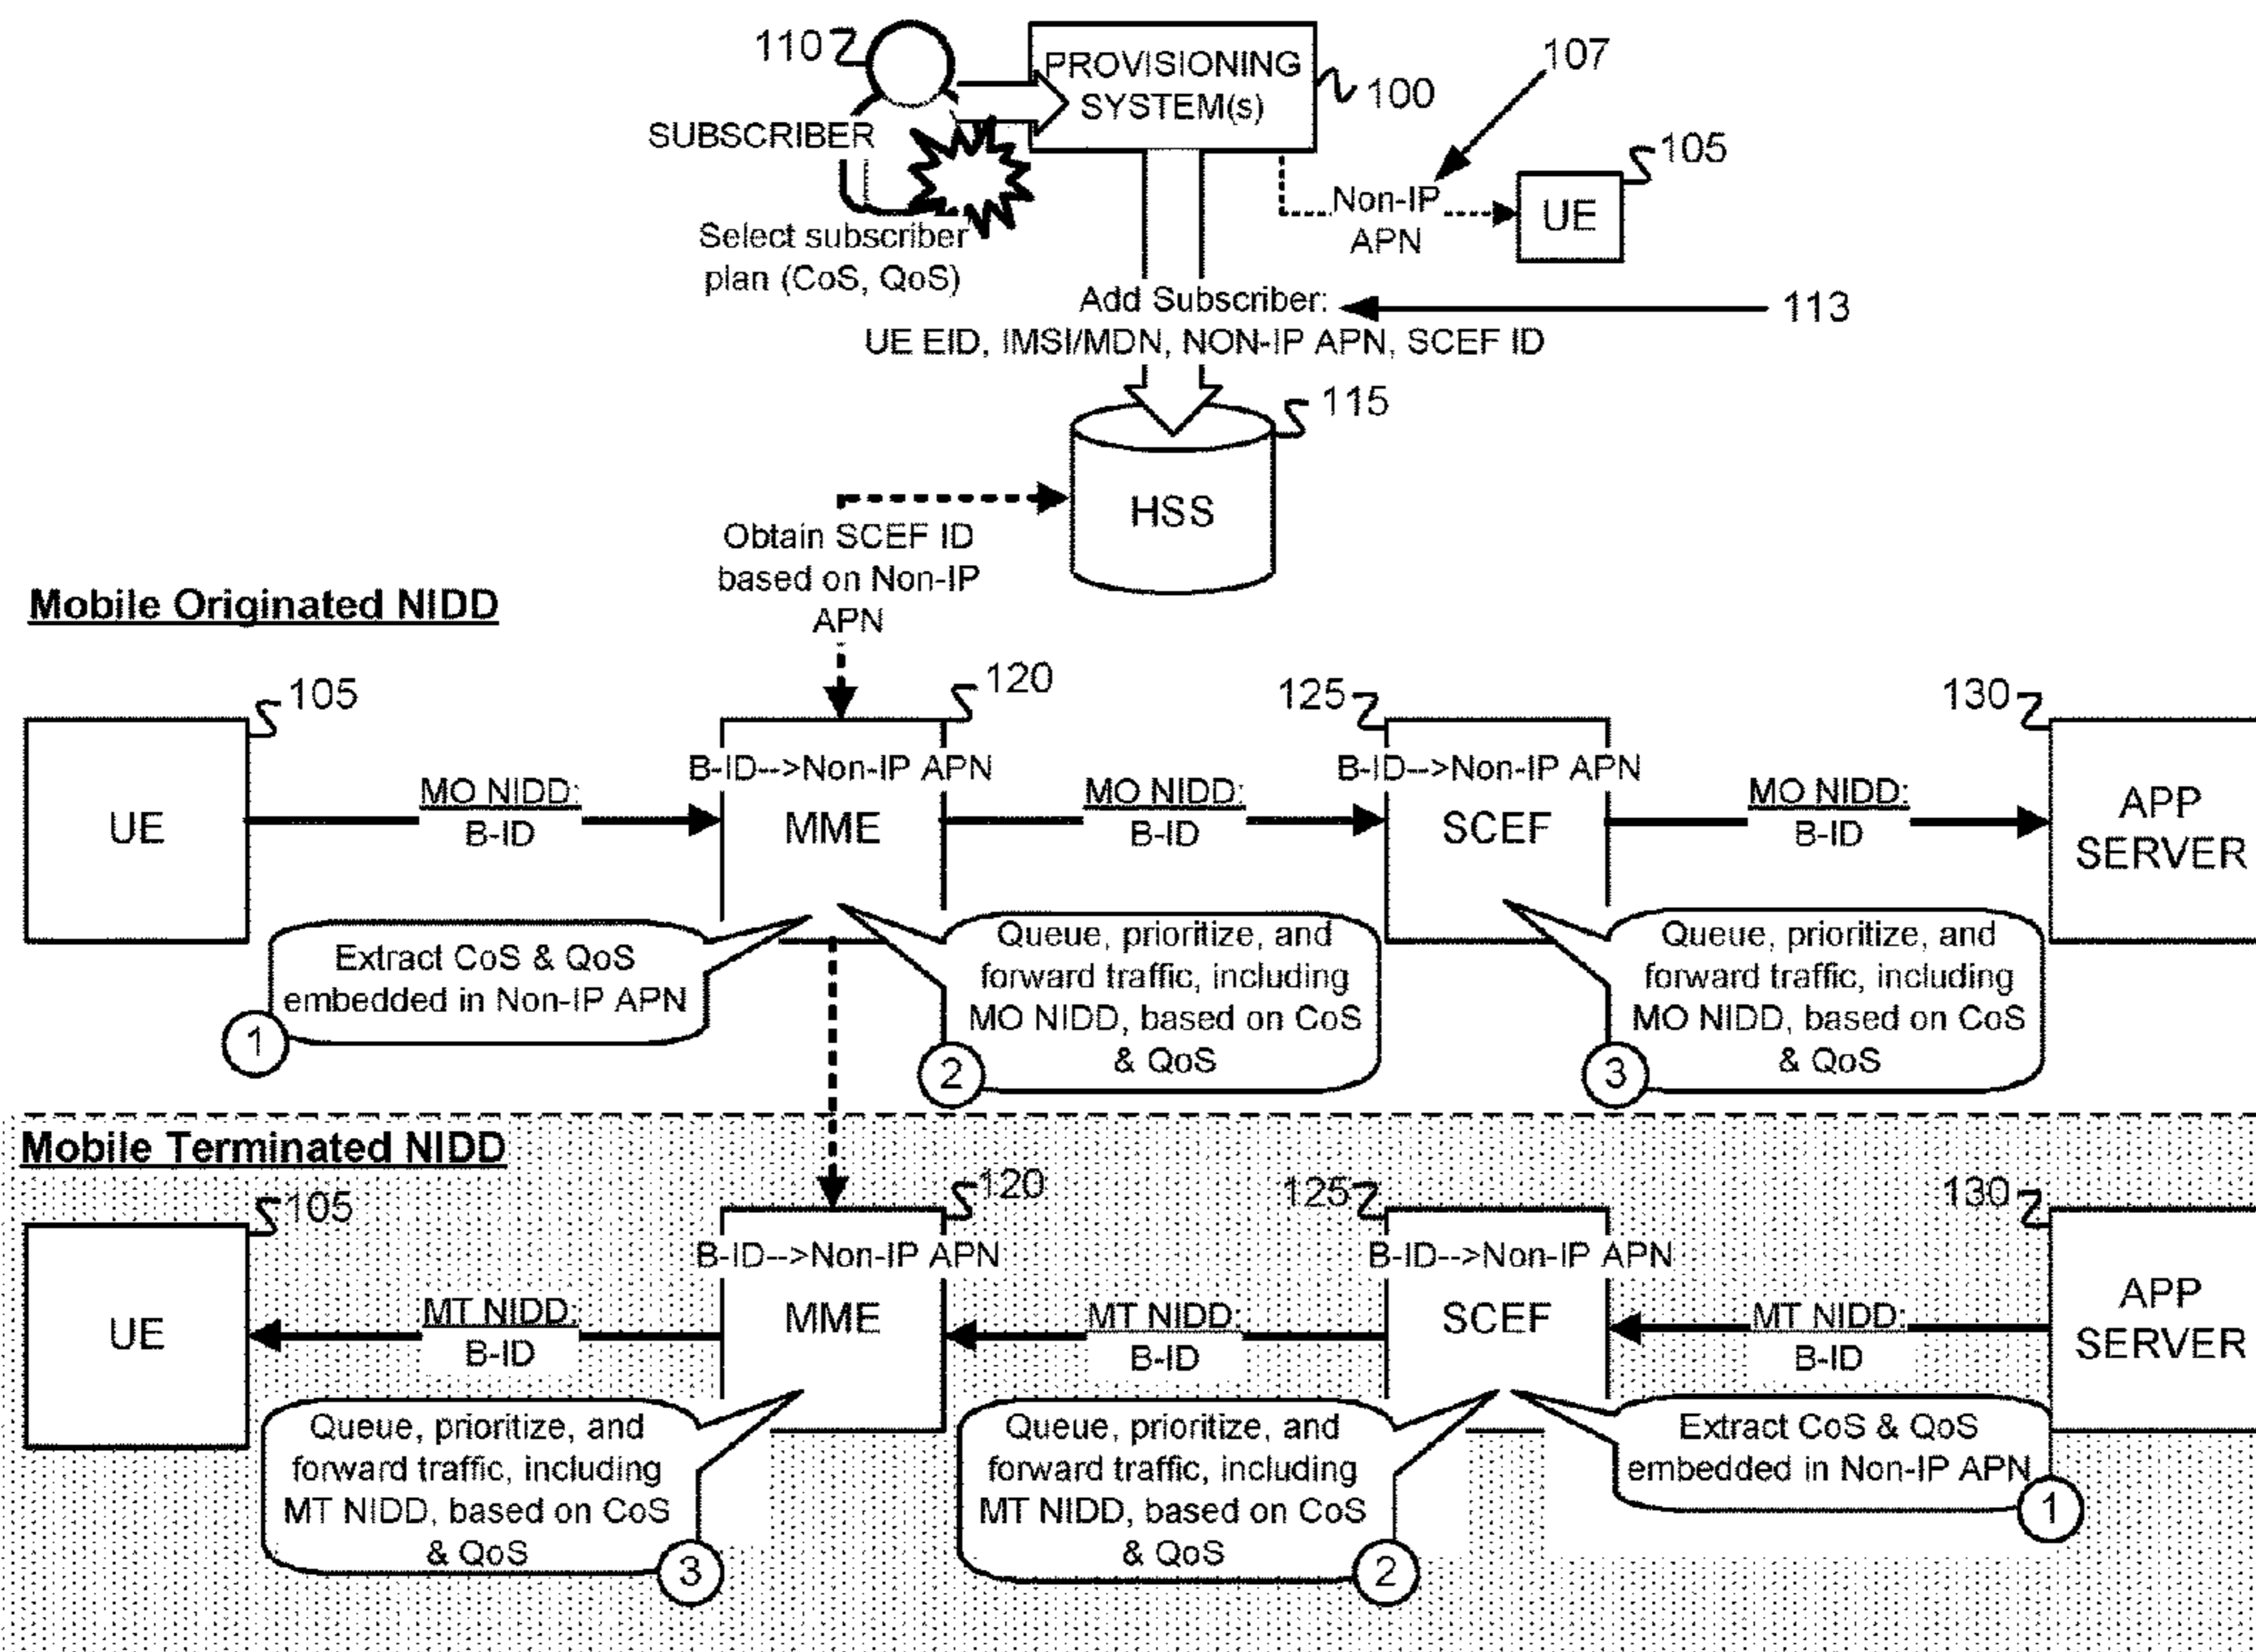 110
PROVISIONING
SYSTEM(s)
100
107
SUBSCRIBER
105
Non-IP
APN
UE
Select subscriber
plan (CoS, QoS)
Add Subscriber:
113
UE EID, IMSI/MDN, NON-IP APN, SCEF ID
115
HSS
Obtain SCEF ID
based on Non-IP
APN
Mobile Originated NIDD
105
120
125
130
UE
MO NIDD:
B-ID
B-ID-->Non-IP APN
MME
MO NIDD:
B-ID
B-ID-->Non-IP APN
SCEF
MO NIDD:
B-ID
APP
SERVER
Extract CoS & QoS
embedded in Non-IP APN
1
Queue, prioritize, and
forward traffic, including
MO NIDD, based on CoS
& QoS
2
Queue, prioritize, and
forward traffic, including
MO NIDD, based on CoS
& QoS
3
Mobile Terminated NIDD
105
120
125
130
UE
MT NIDD:
B-ID
B-ID-->Non-IP APN
MME
MT NIDD:
B-ID
B-ID-->Non-IP APN
SCEF
MT NIDD:
B-ID
APP
SERVER
Queue, prioritize, and
forward traffic, including
MT NIDD, based on CoS
& QoS
3
Queue, prioritize, and
forward traffic, including
MT NIDD, based on CoS
& QoS
2
Extract CoS & QoS
embedded in Non-IP APN
1